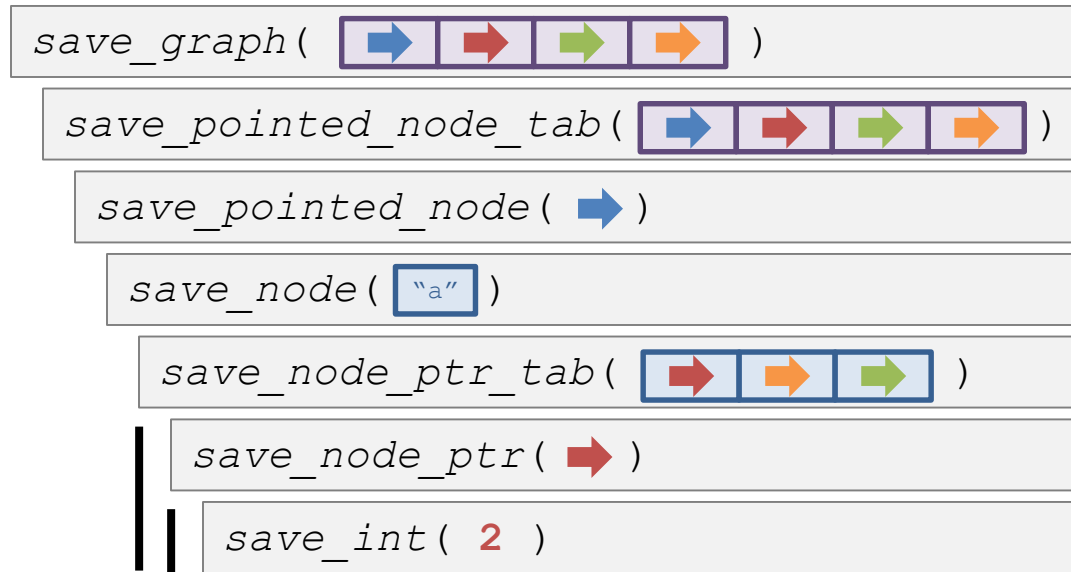 save_graph( )
save_pointed_node_tab( )
save_pointed_node( )
save_node( “a” )
save_node_ptr_tab( )
save_node_ptr( )
save_int( 2 )